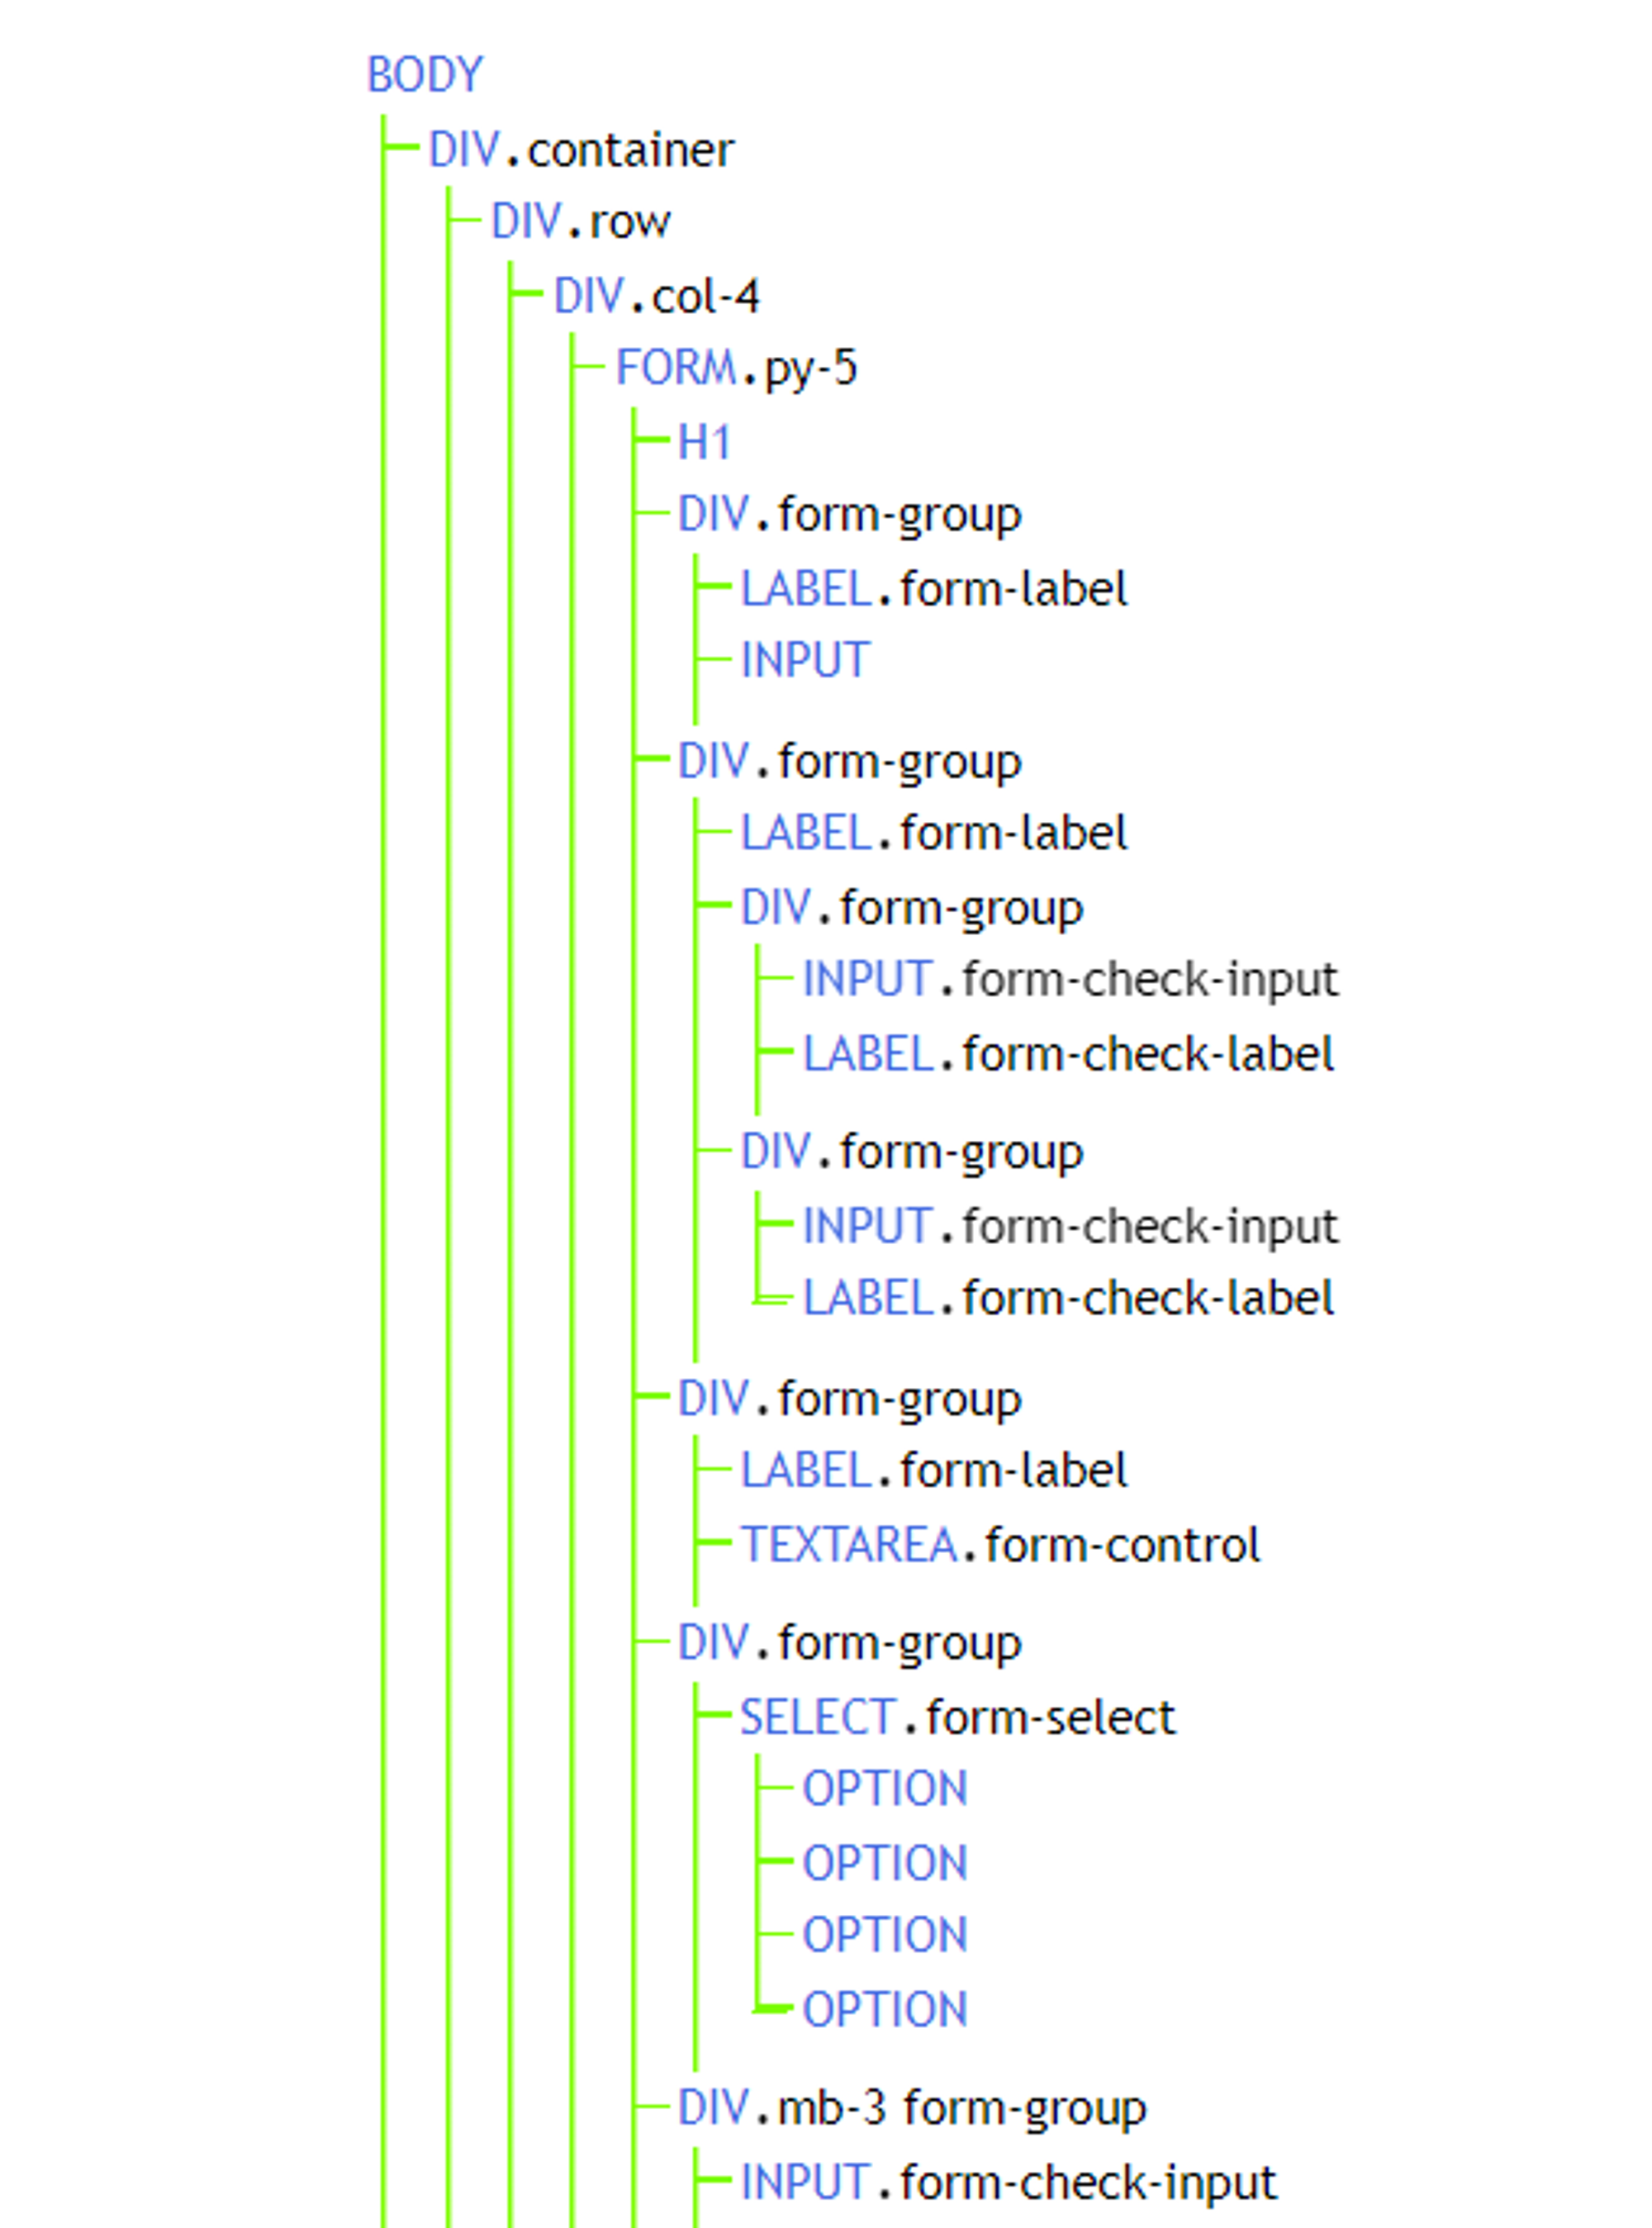 BODY
DIV.container
DIV.row
DIV.col-4
FORM.py-5
H1
DIV.form-group
LABEL.form-label
INPUT
DIV.form-group
LABEL.form-label
DIV.form-group
INPUT.form-check-input
LABEL.form-check-label
DIV.form-group
INPUT.form-check-input
LABEL.form-check-label
DIV.form-group
LABEL.form-label
TEXTAREA.form-control
DIV.form-group
SELECT.form-select
OPTION
OPTION
OPTION
OPTION
DIV.mb-3 form-group
INPUT.form-check-input